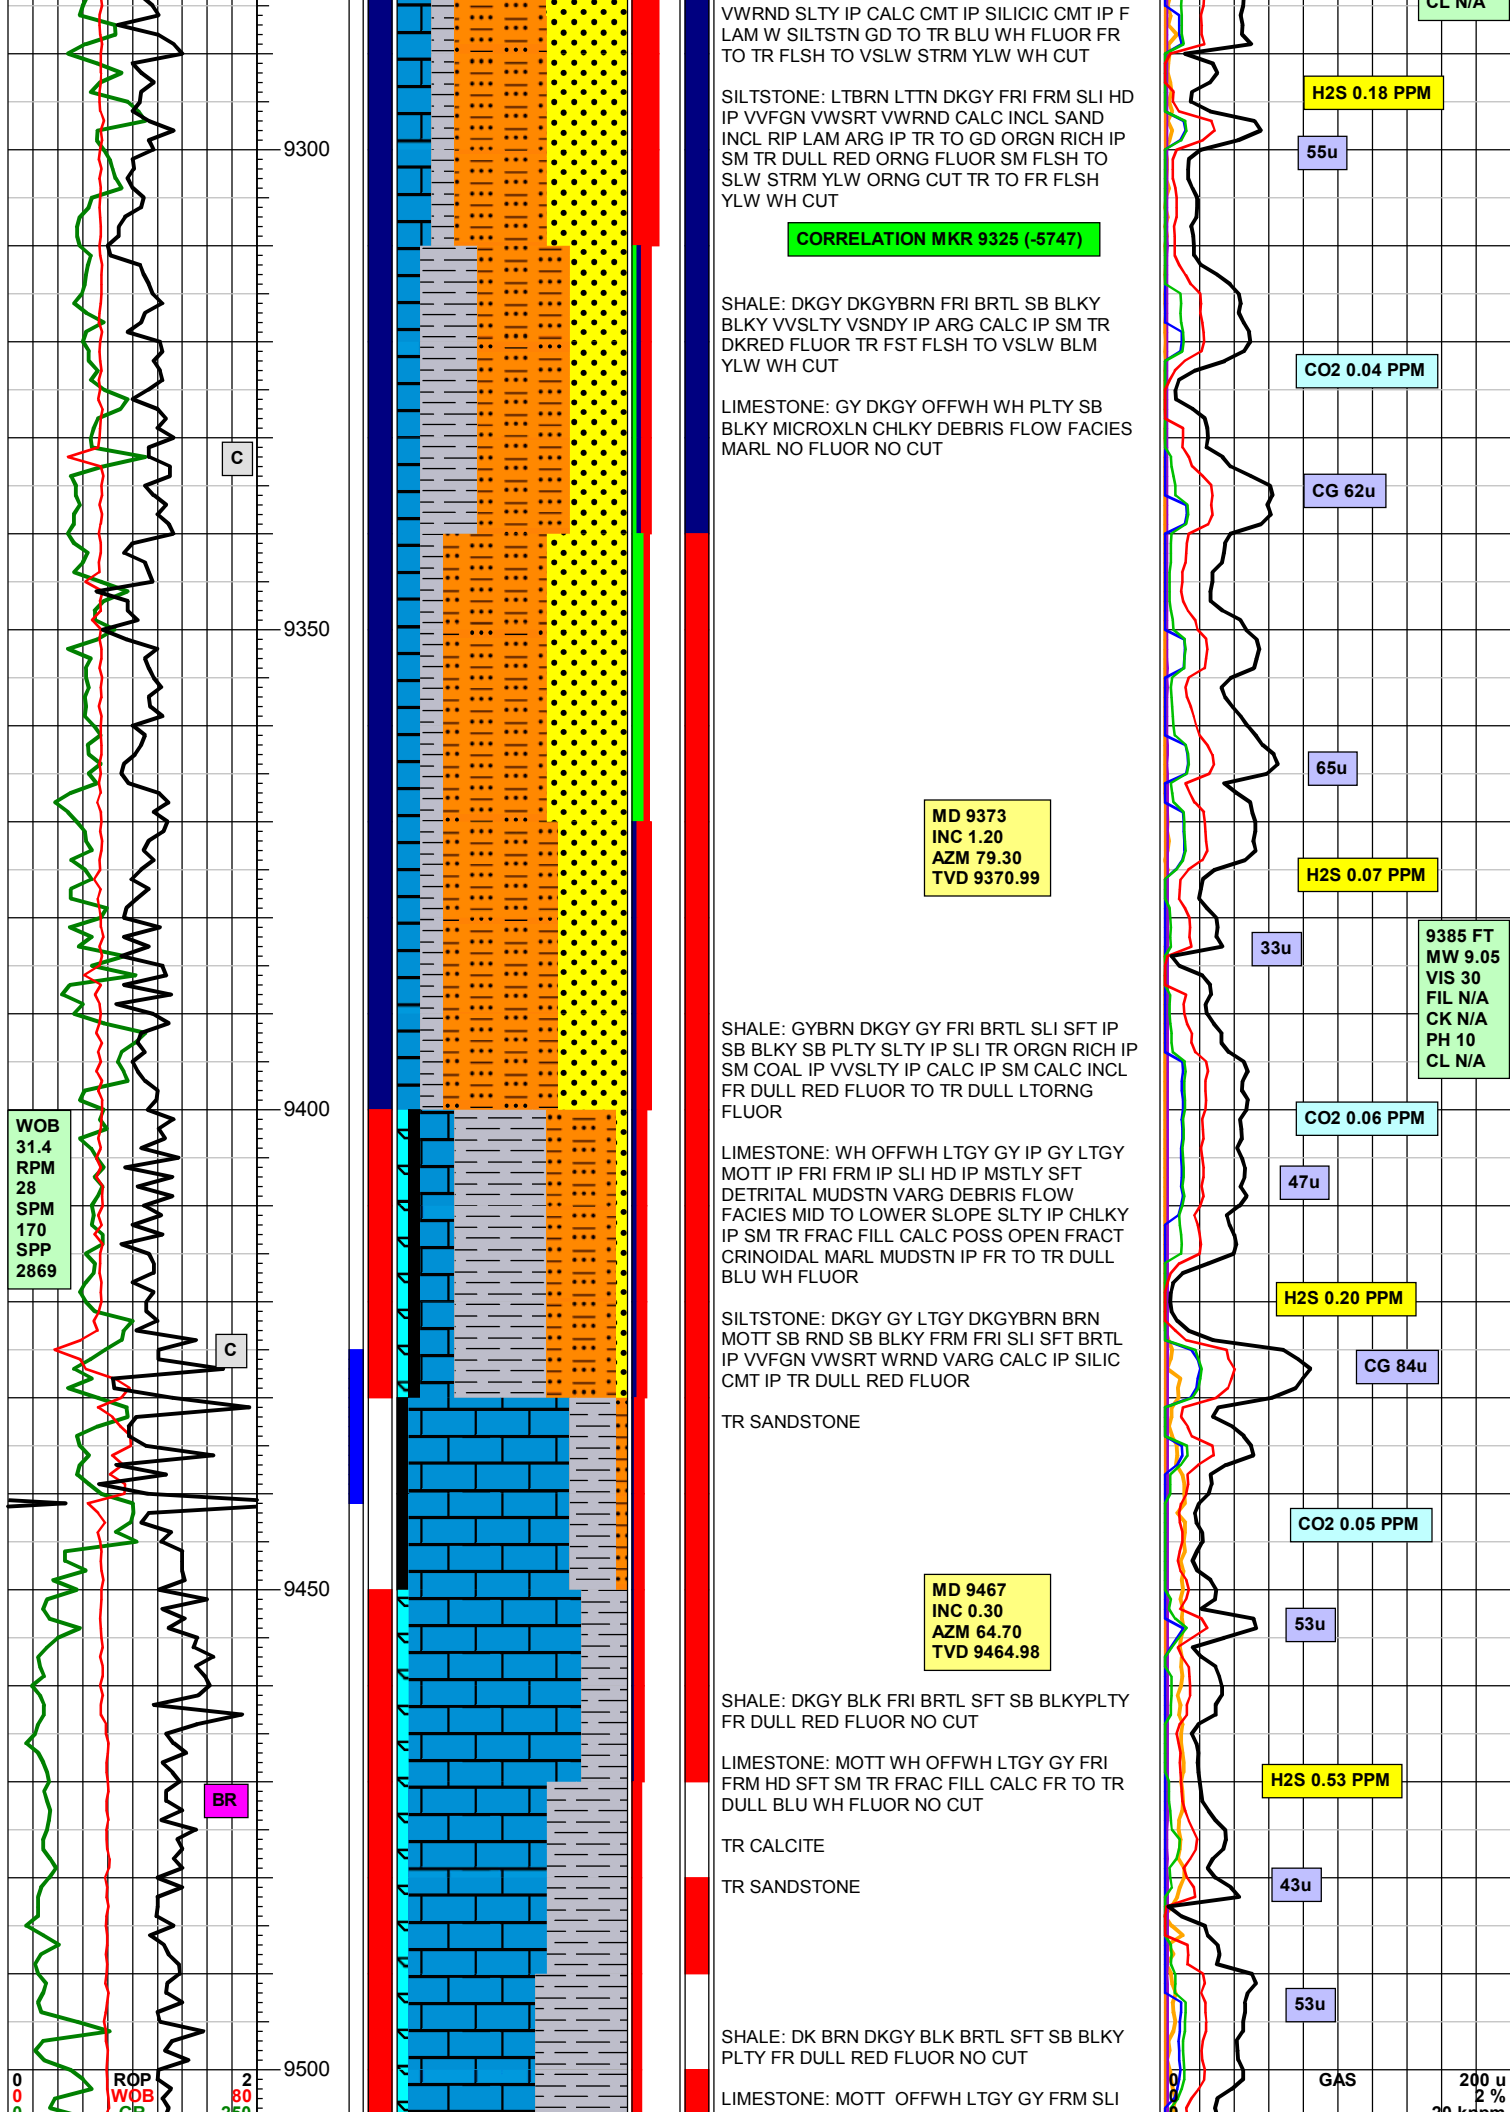 CL N/A
VWRND SLTY IP CALC CMT IP SILICIC CMT IP F
LAM W SILTSTN GD TO TR BLU WH FLUOR FR
TO TR FLSH TO VSLW STRM YLW WH CUT
H2S 0.18 PPM
SILTSTONE: LTBRN LTTN DKGY FRI FRM SLI HD
IP VVFGN VWSRT VWRND CALC INCL SAND
INCL RIP LAM ARG IP TR TO GD ORGN RICH IP
SM TR DULL RED ORNG FLUOR SM FLSH TO
SLW STRM YLW ORNG CUT TR TO FR FLSH
YLW WH CUT
9300
55u
CORRELATION MKR 9325 (-5747)
SHALE: DKGY DKGYBRN FRI BRTL SB BLKY
BLKY VVSLTY VSNDY IP ARG CALC IP SM TR
DKRED FLUOR TR FST FLSH TO VSLW BLM
YLW WH CUT
CO2 0.04 PPM
LIMESTONE: GY DKGY OFFWH WH PLTY SB
BLKY MICROXLN CHLKY DEBRIS FLOW FACIES
MARL NO FLUOR NO CUT
C
CG 62u
9350
65u
MD 9373
INC 1.20
AZM 79.30
TVD 9370.99
H2S 0.07 PPM
33u
9385 FT
MW 9.05
VIS 30
FIL N/A
CK N/A
PH 10
CL N/A
SHALE: GYBRN DKGY GY FRI BRTL SLI SFT IP
SB BLKY SB PLTY SLTY IP SLI TR ORGN RICH IP
SM COAL IP VVSLTY IP CALC IP SM CALC INCL
FR DULL RED FLUOR TO TR DULL LTORNG
FLUOR
9400
CO2 0.06 PPM
WOB
31.4
RPM
28
SPM
170
SPP
2869
LIMESTONE: WH OFFWH LTGY GY IP GY LTGY
MOTT IP FRI FRM IP SLI HD IP MSTLY SFT
DETRITAL MUDSTN VARG DEBRIS FLOW
FACIES MID TO LOWER SLOPE SLTY IP CHLKY
IP SM TR FRAC FILL CALC POSS OPEN FRACT
CRINOIDAL MARL MUDSTN IP FR TO TR DULL
BLU WH FLUOR
47u
H2S 0.20 PPM
SILTSTONE: DKGY GY LTGY DKGYBRN BRN
MOTT SB RND SB BLKY FRM FRI SLI SFT BRTL
IP VVFGN VWSRT WRND VARG CALC IP SILIC
CMT IP TR DULL RED FLUOR
C
CG 84u
TR SANDSTONE
CO2 0.05 PPM
9450
MD 9467
INC 0.30
AZM 64.70
TVD 9464.98
53u
SHALE: DKGY BLK FRI BRTL SFT SB BLKYPLTY
FR DULL RED FLUOR NO CUT
LIMESTONE: MOTT WH OFFWH LTGY GY FRI
FRM HD SFT SM TR FRAC FILL CALC FR TO TR
DULL BLU WH FLUOR NO CUT
H2S 0.53 PPM
BR
TR CALCITE
TR SANDSTONE
43u
53u
SHALE: DK BRN DKGY BLK BRTL SFT SB BLKY
PLTY FR DULL RED FLUOR NO CUT
9500
LIMESTONE: MOTT OFFWH LTGY GY FRM SLI
0 ROP 2
0 WOB 80
0 GR 250
0 GAS 200 u
0 2 %